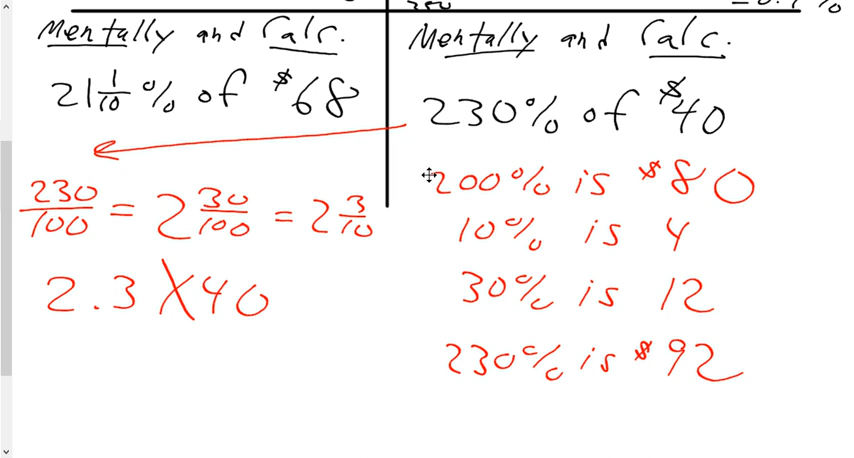 Mentally and Calc.
21 1/10 % of $68
230/100 = 2 30/100 = 2 3/10
2.3 X 40
Mentally and Calc.
230% of $40
200% is $80
10% is 4
30% is 12
230% is $92